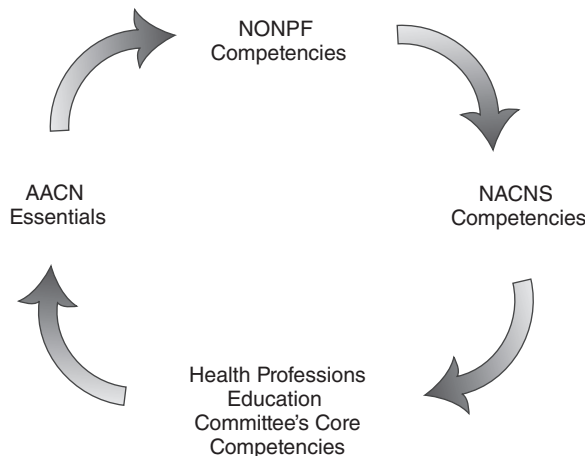 NONPF
Competencies
NACNS
Competencies
Health Professions
Education
Committee's Core
Competencies
AACN
Essentials